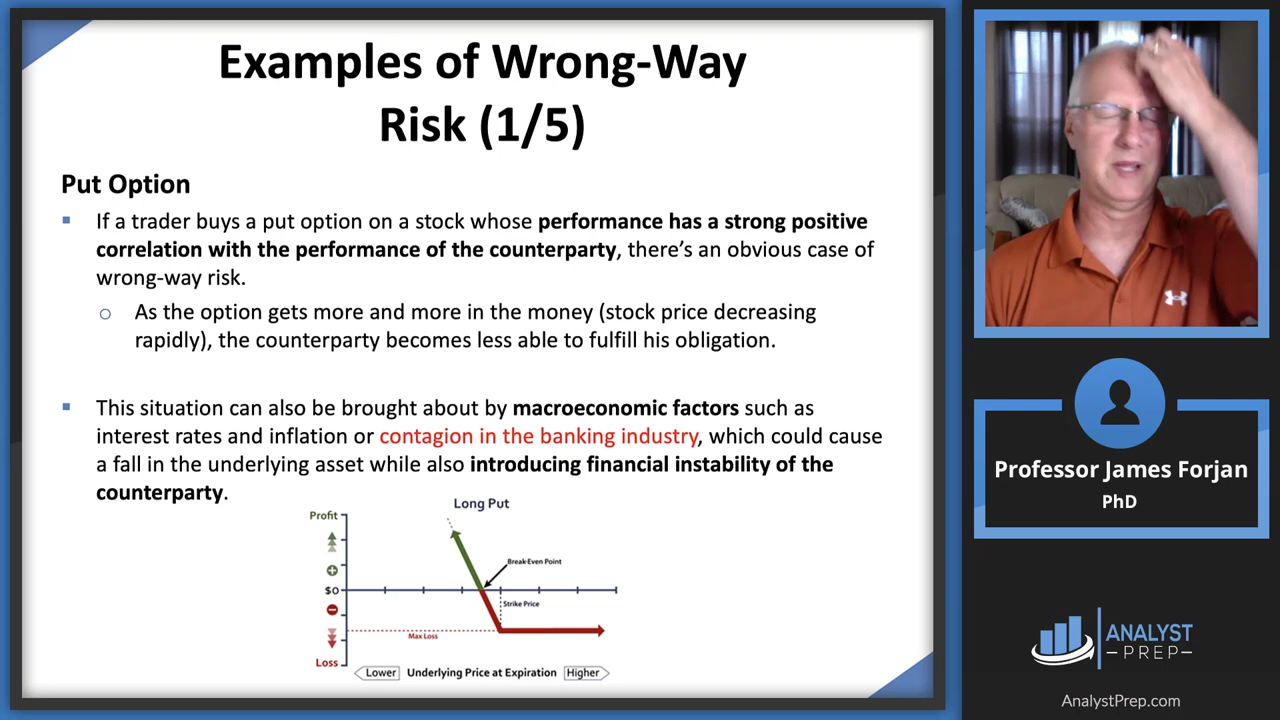 Examples of Wrong-Way
Risk (1/5)
Put Option
If a trader buys a put option on a stock whose performance has a strong positive
correlation with the performance of the counterparty, there's an obvious case of
wrong-way risk.
As the option gets more and more in the money (stock price decreasing
rapidly), the counterparty becomes less able to fulfill his obligation.
This situation can also be brought about by macroeconomic factors such as
interest rates and inflation or contagion in the banking industry, which could cause
a fall in the underlying asset while also introducing financial instability of the
counterparty.
Long Put
Profit
Break-Even Point
$0
Strike Price
Max Loss
Loss
Lower
Underlying Price at Expiration
Higher
Professor James Forjan
PhD
ANALYST
PREP
AnalystPrep.com